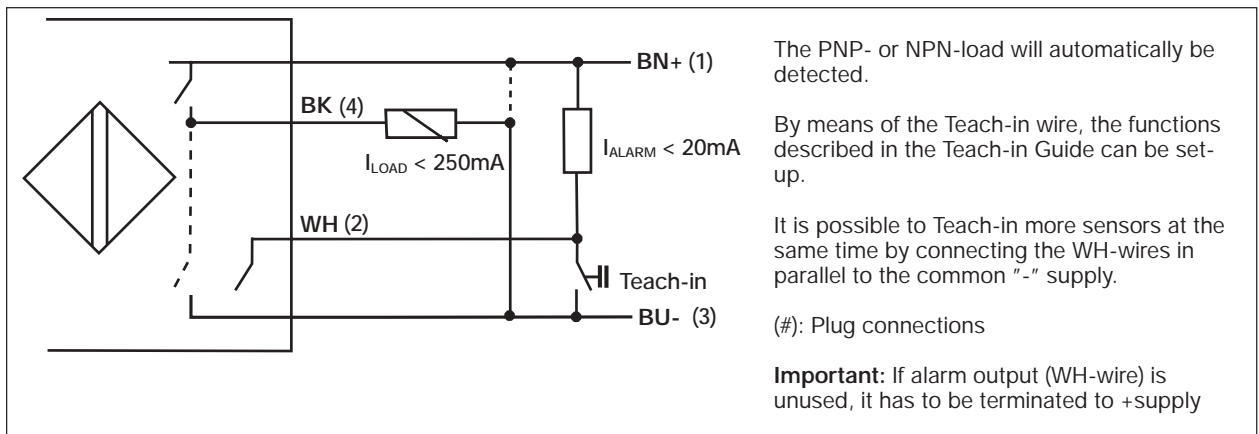 BN+ (1)
BK (4)
I_LOAD < 250mA
I_ALARM < 20mA
WH (2)
Teach-in
BU- (3)
The PNP- or NPN-load will automatically be
detected.
By means of the Teach-in wire, the functions
described in the Teach-in Guide can be set-
up.
It is possible to Teach-in more sensors at the
same time by connecting the WH-wires in
parallel to the common "-" supply.
(#): Plug connections
Important: If alarm output (WH-wire) is
unused, it has to be terminated to +supply